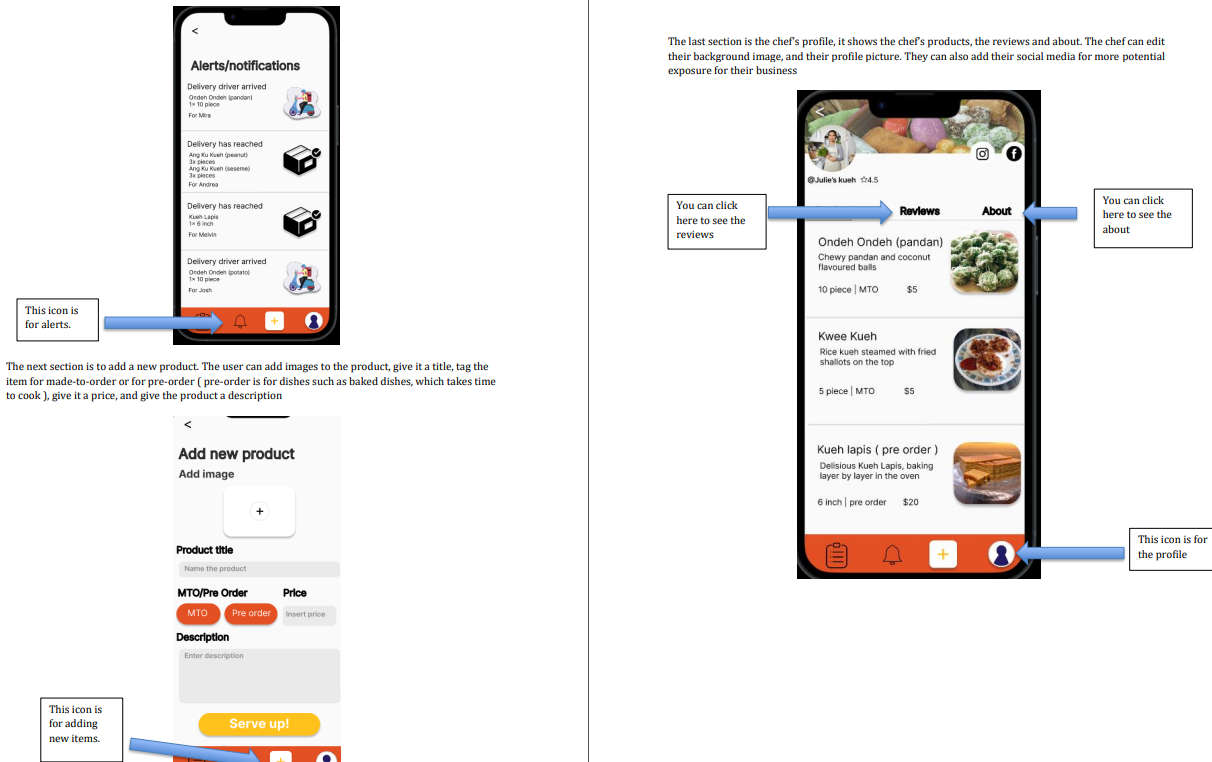 <
Alerts/notifications
Delivery driver arrived
Ondeh Ondeh (pandan)
1x 10 piece
For Mira
Delivery has reached
Ang Ku Kueh (peanut)
3x pieces
Ang Ku Kueh (seseme)
3x pieces
For Andrea
Delivery has reached
Kueh Lapis
1x 6 inch
For Melvin
Delivery driver arrived
Ondeh Ondeh (potato)
1x 10 piece
For Josh
+
This icon is
for alerts.
The next section is to add a new product. The user can add images to the product, give it a title, tag the
item for made-to-order or for pre-order ( pre-order is for dishes such as baked dishes, which takes time
to cook ), give it a price, and give the product a description
<
Add new product
Add image
+
Product title
Name the product
MTO/Pre Order Price
MTO Pre order Insert price
Description
Enter description
Serve up!
+
This icon is
for adding
new items.
The last section is the chef's profile, it shows the chef's products, the reviews and about. The chef can edit
their background image, and their profile picture. They can also add their social media for more potential
exposure for their business
<
@Julie's kueh ☆4.5
You can click
here to see the
reviews
Reviews About
You can click
here to see the
about
Ondeh Ondeh (pandan)
Chewy pandan and coconut
flavoured balls
10 piece | MTO $5
Kwee Kueh
Rice kueh steamed with fried
shallots on the top
5 piece | MTO $5
Kueh lapis ( pre order )
Delisious Kueh Lapis, baking
layer by layer in the oven
6 inch | pre order $20
+
This icon is for
the profile